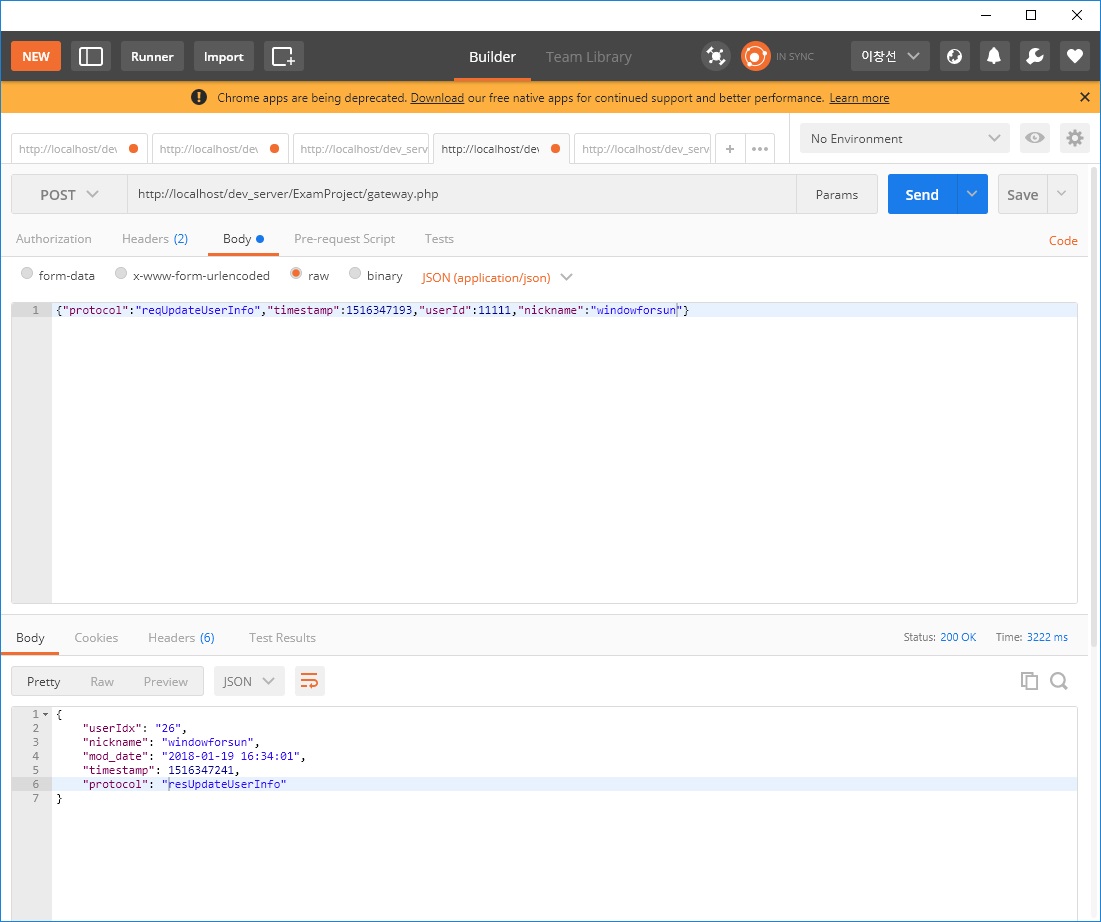 NEW Runner Import Builder Team Library IN SYNC 이창선
Chrome apps are being deprecated. Download our free native apps for continued support and better performance. Learn more
http://localhost/dev http://localhost/dev http://localhost/dev_serv http://localhost/dev http://localhost/dev_serv + ••• No Environment
POST http://localhost/dev_server/ExamProject/gateway.php Params Send Save
Authorization Headers (2) Body Pre-request Script Tests Code
form-data x-www-form-urlencoded raw binary JSON (application/json)
1 {"protocol":"reqUpdateUserInfo","timestamp":1516347193,"userId":11111,"nickname":"windowforsun"}
Body Cookies Headers (6) Test Results Status: 200 OK Time: 3222 ms
Pretty Raw Preview JSON
1 {
2 "userIdx": "26",
3 "nickname": "windowforsun",
4 "mod_date": "2018-01-19 16:34:01",
5 "timestamp": 1516347241,
6 "protocol": "resUpdateUserInfo"
7 }